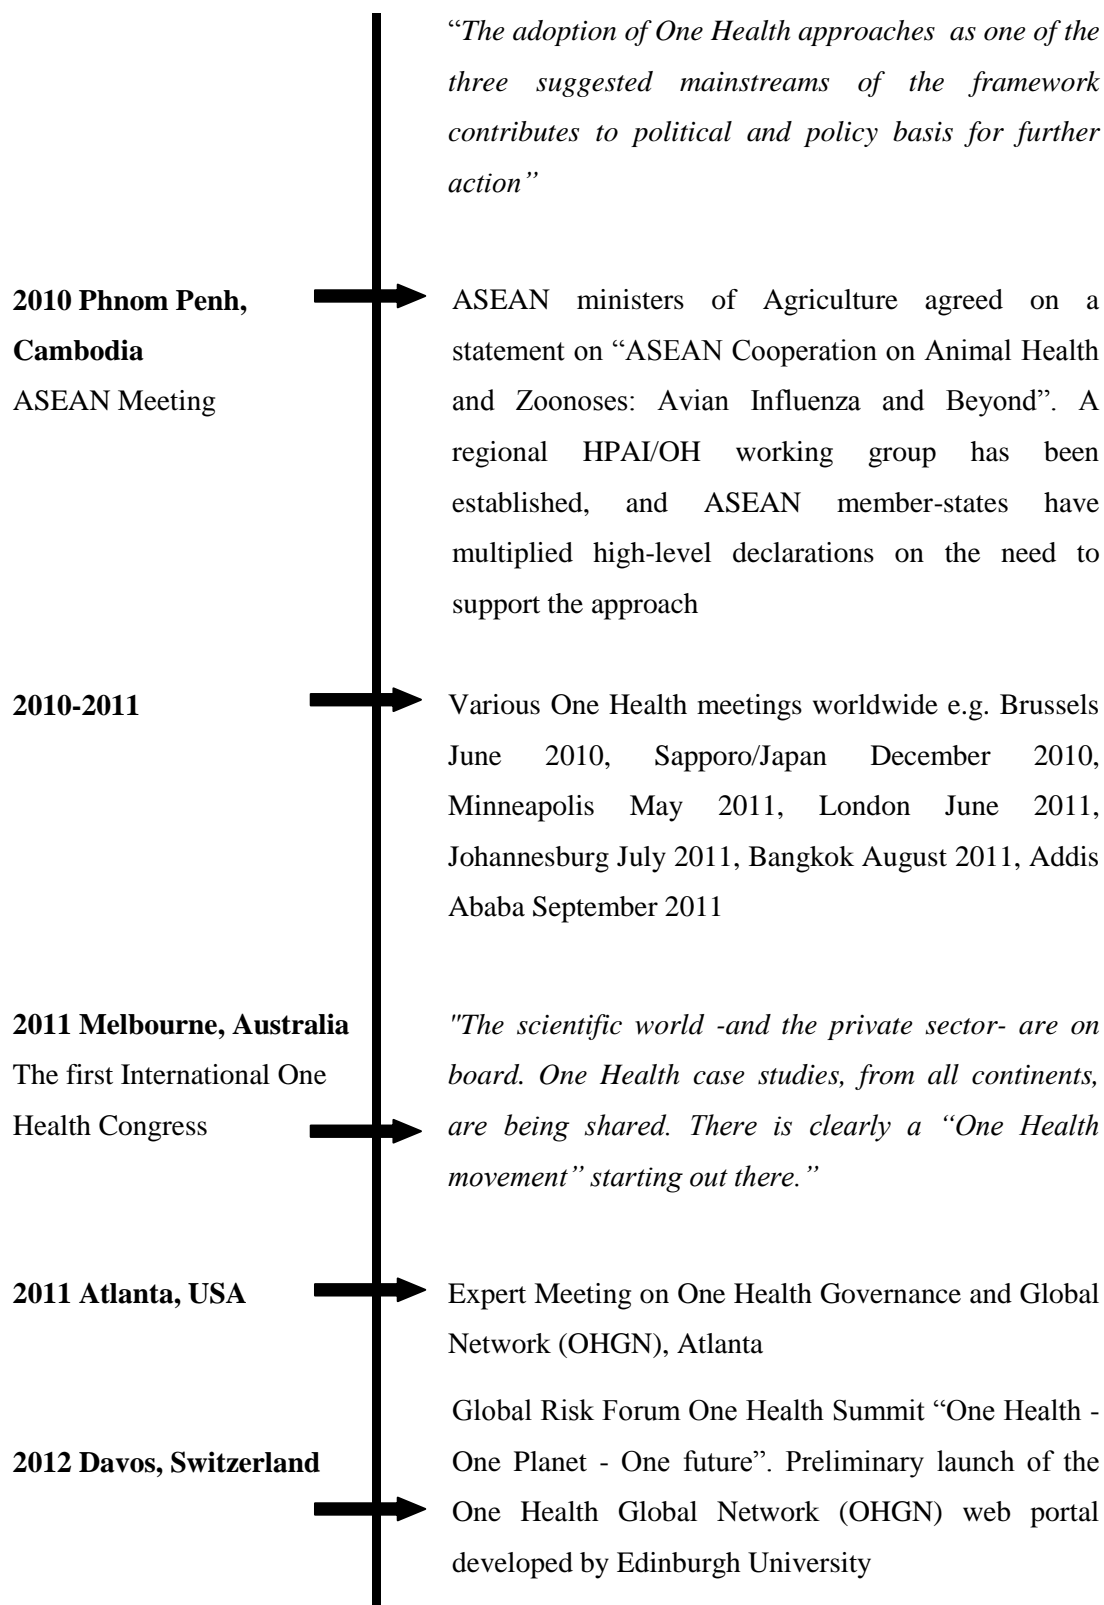 “The adoption of One Health approaches as one of the
three suggested mainstreams of the framework
contributes to political and policy basis for further
action”
2010 Phnom Penh,
Cambodia
ASEAN Meeting
ASEAN ministers of Agriculture agreed on a
statement on “ASEAN Cooperation on Animal Health
and Zoonoses: Avian Influenza and Beyond”. A
regional HPAI/OH working group has been
established, and ASEAN member-states have
multiplied high-level declarations on the need to
support the approach
2010-2011
Various One Health meetings worldwide e.g. Brussels
June 2010, Sapporo/Japan December 2010,
Minneapolis May 2011, London June 2011,
Johannesburg July 2011, Bangkok August 2011, Addis
Ababa September 2011
2011 Melbourne, Australia
The first International One
Health Congress
"The scientific world -and the private sector- are on
board. One Health case studies, from all continents,
are being shared. There is clearly a “One Health
movement” starting out there.”
2011 Atlanta, USA
Expert Meeting on One Health Governance and Global
Network (OHGN), Atlanta
2012 Davos, Switzerland
Global Risk Forum One Health Summit “One Health -
One Planet - One future”. Preliminary launch of the
One Health Global Network (OHGN) web portal
developed by Edinburgh University